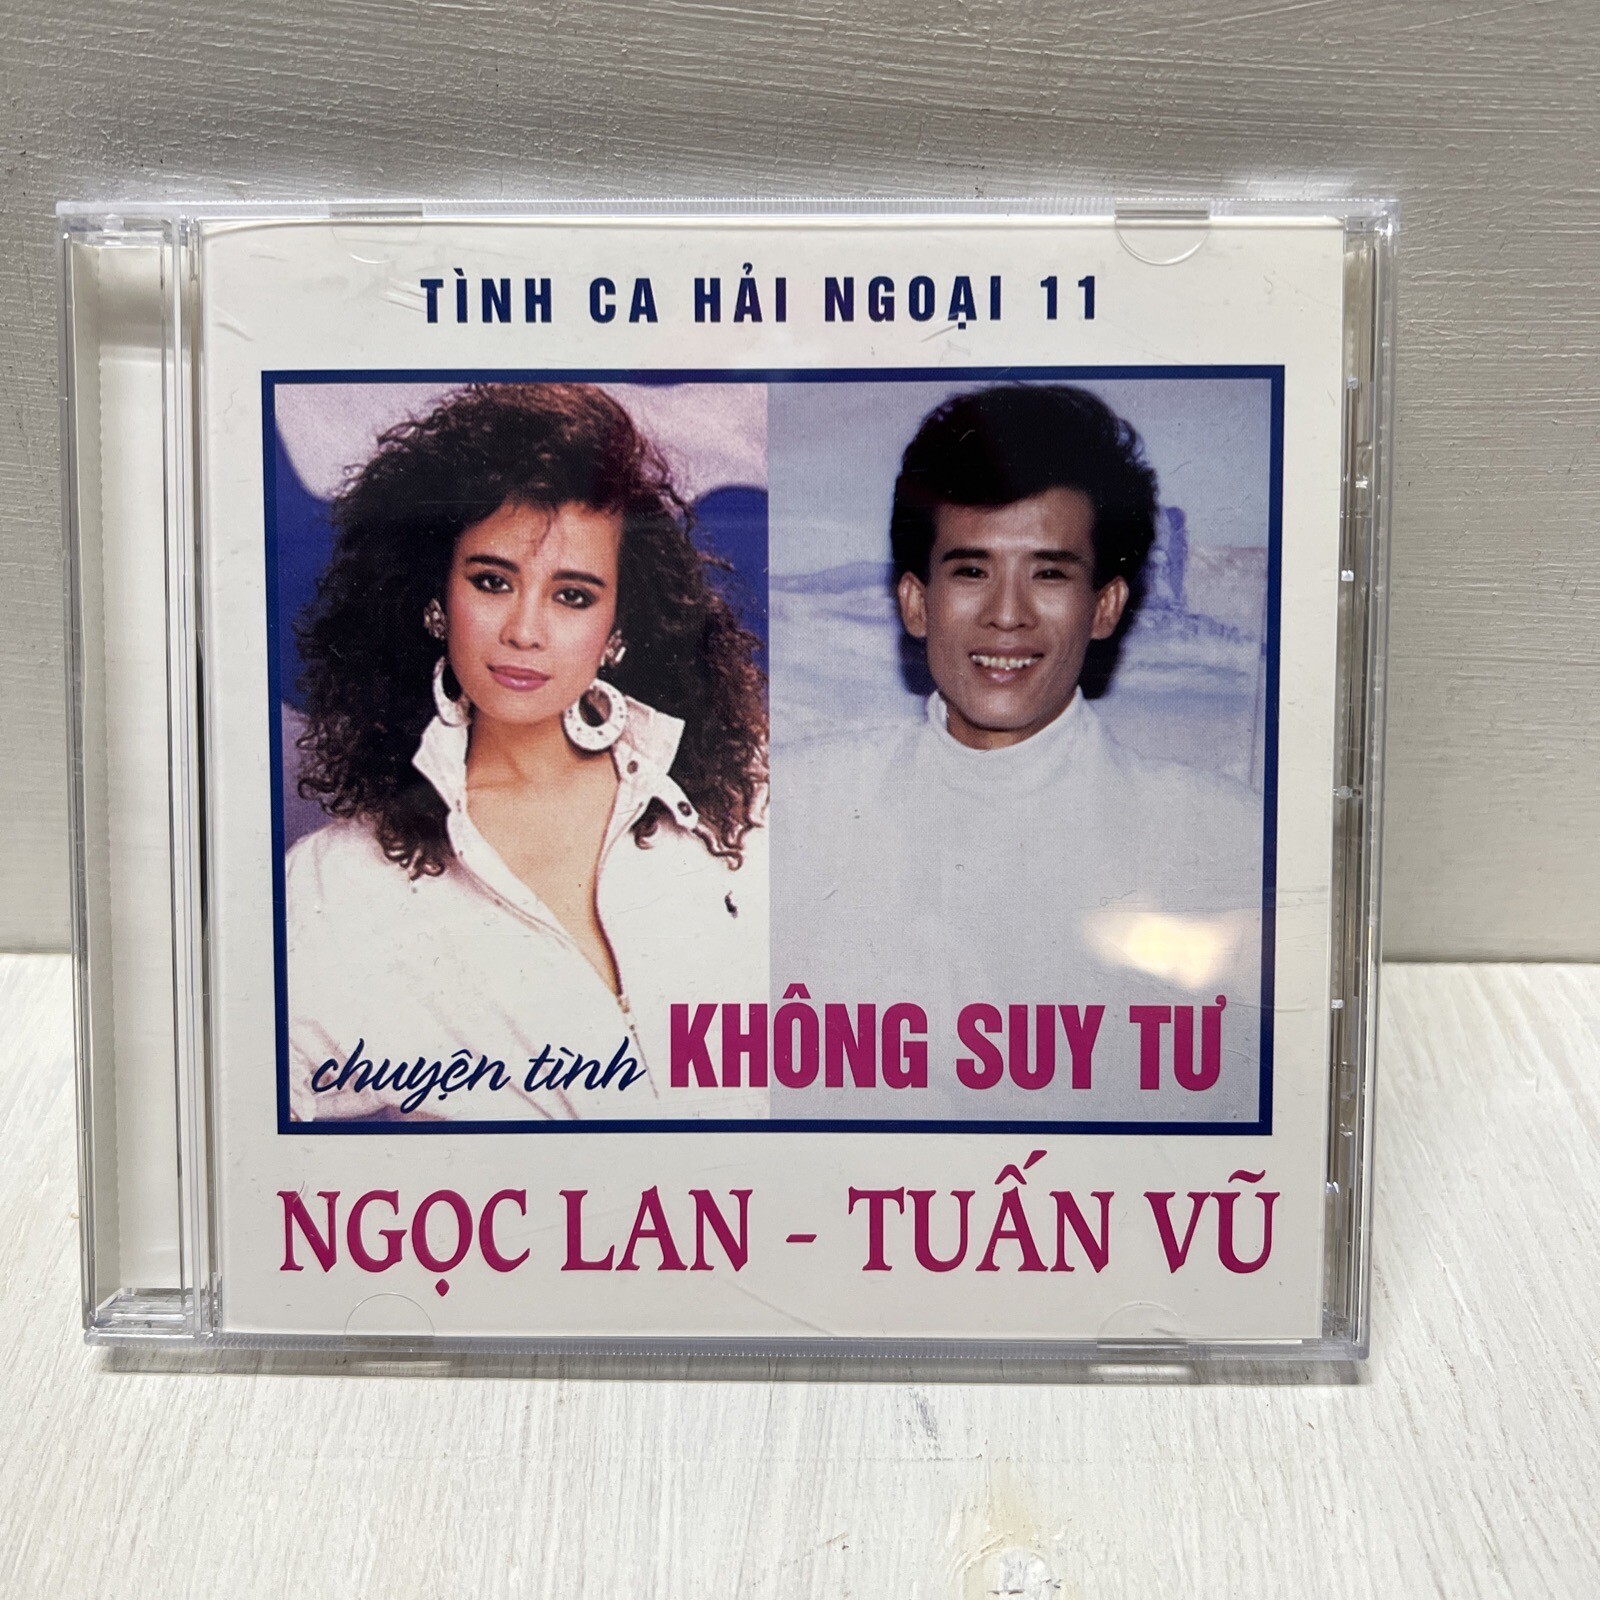 TÌNH CA HẢI NGOẠI 11
chuyện tình KHÔNG SUY TƯ
NGỌC LAN - TUẤN VŨ